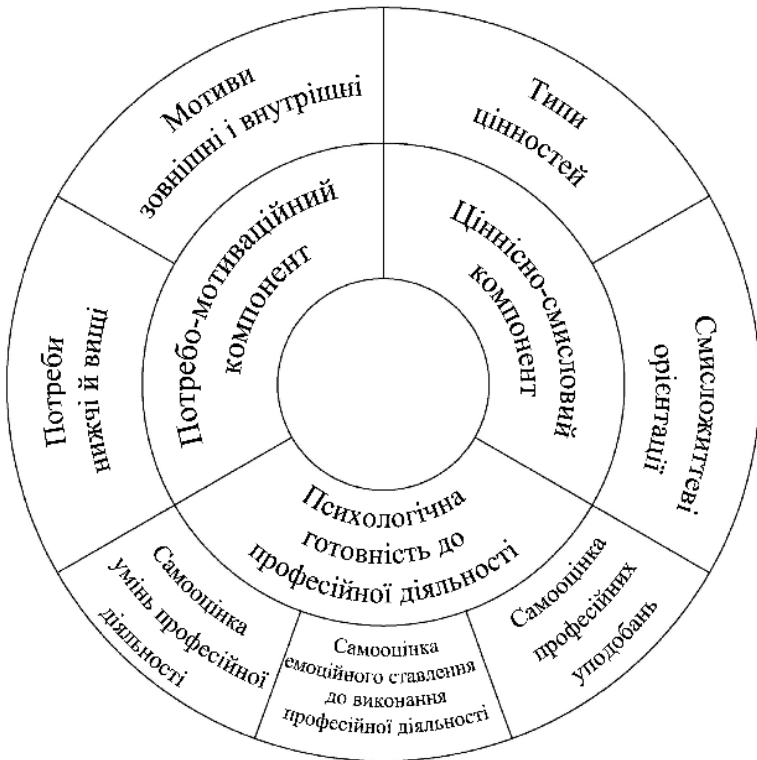 Мотиви
зовнішні і внутрішні
Типи
цінностей
Потребо-мотиваційний
компонент
Ціннісно-смисловий
компонент
Потреби
нижчі й вищі
Смисложиттєві
орієнтації
Психологічна
готовність до
професійної діяльності
Самооцінка
умінь професійної
діяльності
Самооцінка
емоційного ставлення
до виконання
професійної діяльності
Самооцінка
професійних
уподобань